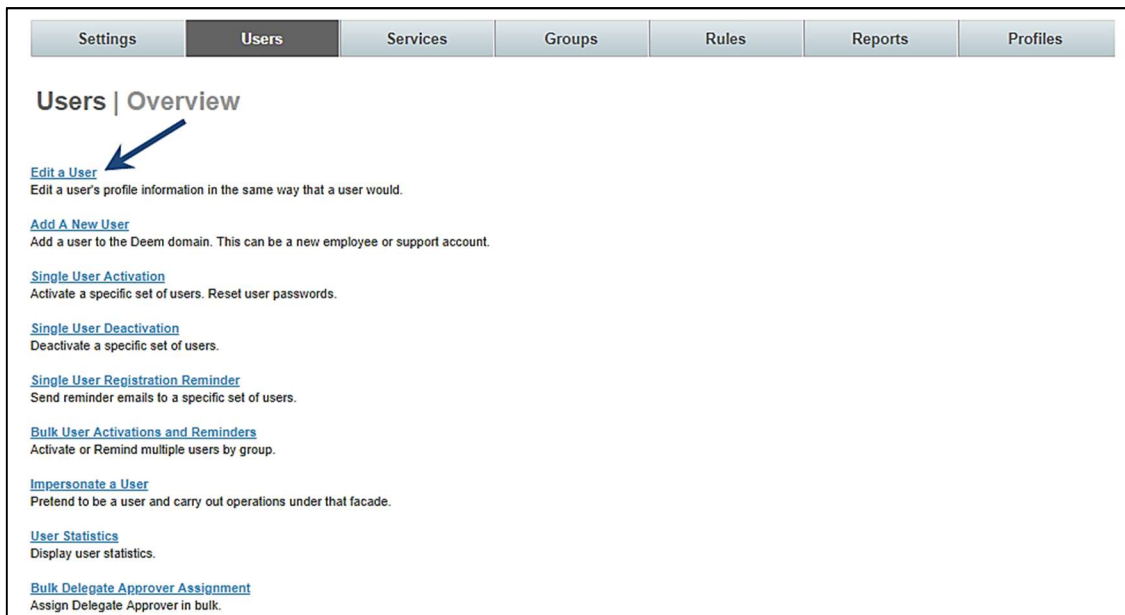 Settings Users Services Groups Rules Reports Profiles
Users | Overview
Edit a User
Edit a user's profile information in the same way that a user would.
Add A New User
Add a user to the Deem domain. This can be a new employee or support account.
Single User Activation
Activate a specific set of users. Reset user passwords.
Single User Deactivation
Deactivate a specific set of users.
Single User Registration Reminder
Send reminder emails to a specific set of users.
Bulk User Activations and Reminders
Activate or Remind multiple users by group.
Impersonate a User
Pretend to be a user and carry out operations under that facade.
User Statistics
Display user statistics.
Bulk Delegate Approver Assignment
Assign Delegate Approver in bulk.